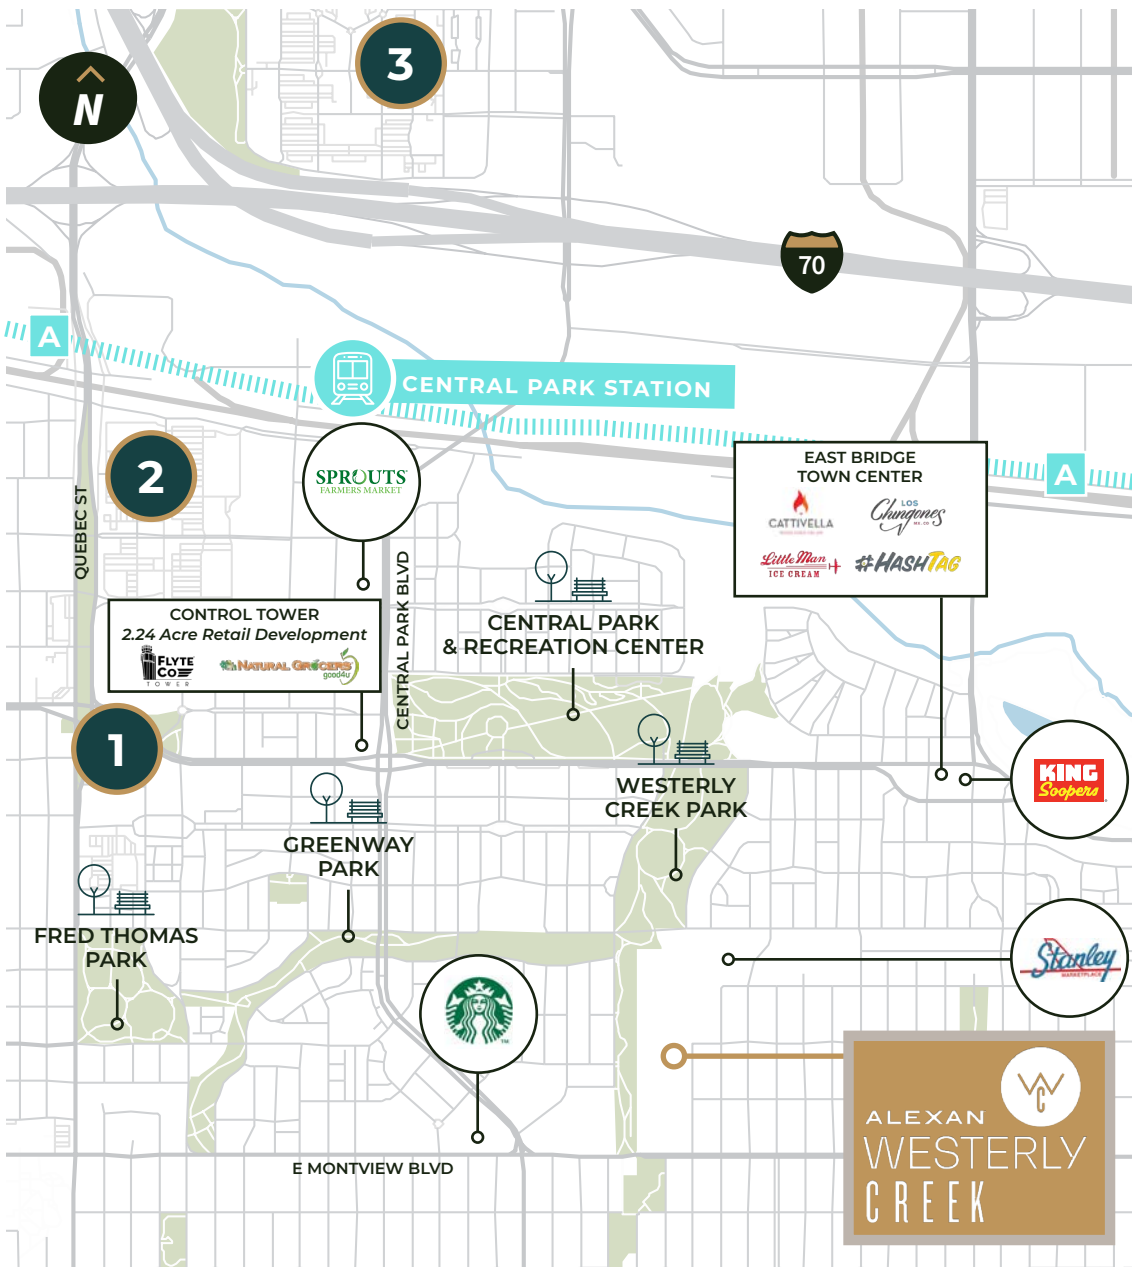 3
N
70
A
CENTRAL PARK STATION
2
SPROUTS
FARMERS MARKET
EAST BRIDGE
TOWN CENTER
CATTIVELLA
LOS
Chingones
Little Man
ICE CREAM
#HASHTAG
A
QUEBEC ST
CENTRAL PARK BLVD
CONTROL TOWER
2.24 Acre Retail Development
FLYTE
CO
TOWER
NATURAL GROCERS
good4u
CENTRAL PARK
& RECREATION CENTER
1
WESTERLY
CREEK PARK
KING
Soopers
GREENWAY
PARK
FRED THOMAS
PARK
Stanley
MARKETPLACE
TM
E MONTVIEW BLVD
WC
ALEXAN
WESTERLY
CREEK